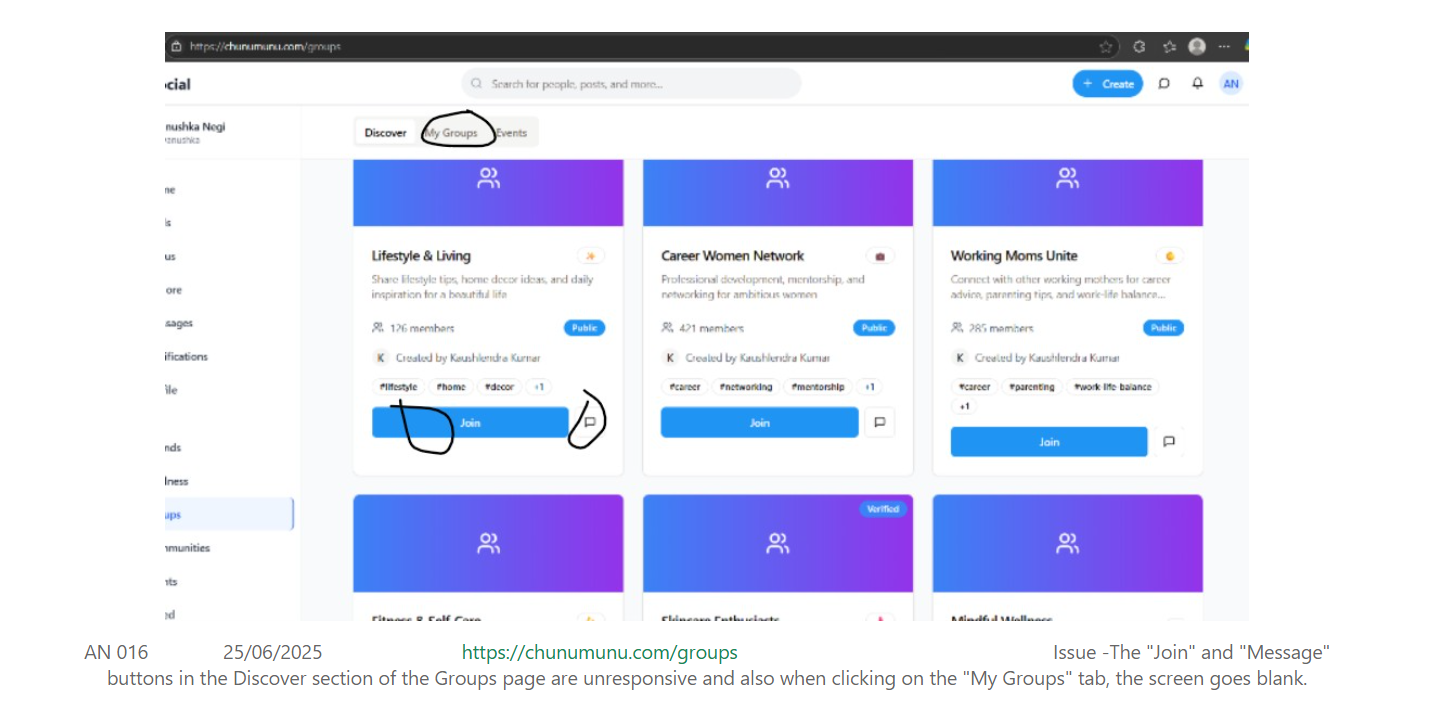 https://chunumunu.com/groups
cial
Search for people, posts, and more...
+ Create
AN
nushka Negi
anushka
Discover
My Groups
Events
me
ls
us
ore
sages
ifications
file
nds
lness
ups
mmunities
nts
ed
Lifestyle & Living
Share lifestyle tips, home decor ideas, and daily
inspiration for a beautiful life
126 members
Public
K Created by Kaushlendra Kumar
#lifestyle #home #decor +1
Join
Career Women Network
Professional development, mentorship, and
networking for ambitious women
421 members
Public
K Created by Kaushlendra Kumar
#career #networking #mentorship +1
Join
Working Moms Unite
Connect with other working mothers for career
advice, parenting tips, and work-life balance...
285 members
Public
K Created by Kaushlendra Kumar
#career #parenting #work-life-balance
+1
Join
Verified
Fitness & Self-Care
Skincare Enthusiasts
Mindful Wellness
AN 016 25/06/2025 https://chunumunu.com/groups Issue -The "Join" and "Message"
buttons in the Discover section of the Groups page are unresponsive and also when clicking on the "My Groups" tab, the screen goes blank.